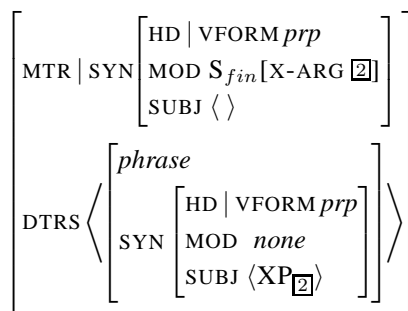 HD | VFORM prp
MTR | SYN MOD S_fin[X-ARG 2]
SUBJ ⟨ ⟩
phrase
HD | VFORM prp
DTRS ⟨ SYN MOD none ⟩
SUBJ ⟨XP_2⟩